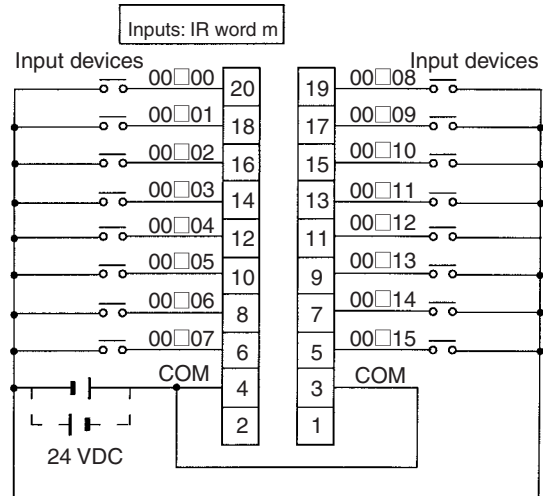 Inputs: IR word m
Input devices Input devices
00□00 20 19 00□08
00□01 18 17 00□09
00□02 16 15 00□10
00□03 14 13 00□11
00□04 12 11 00□12
00□05 10 9 00□13
00□06 8 7 00□14
00□07 6 5 00□15
COM 4 3 COM
2 1
24 VDC